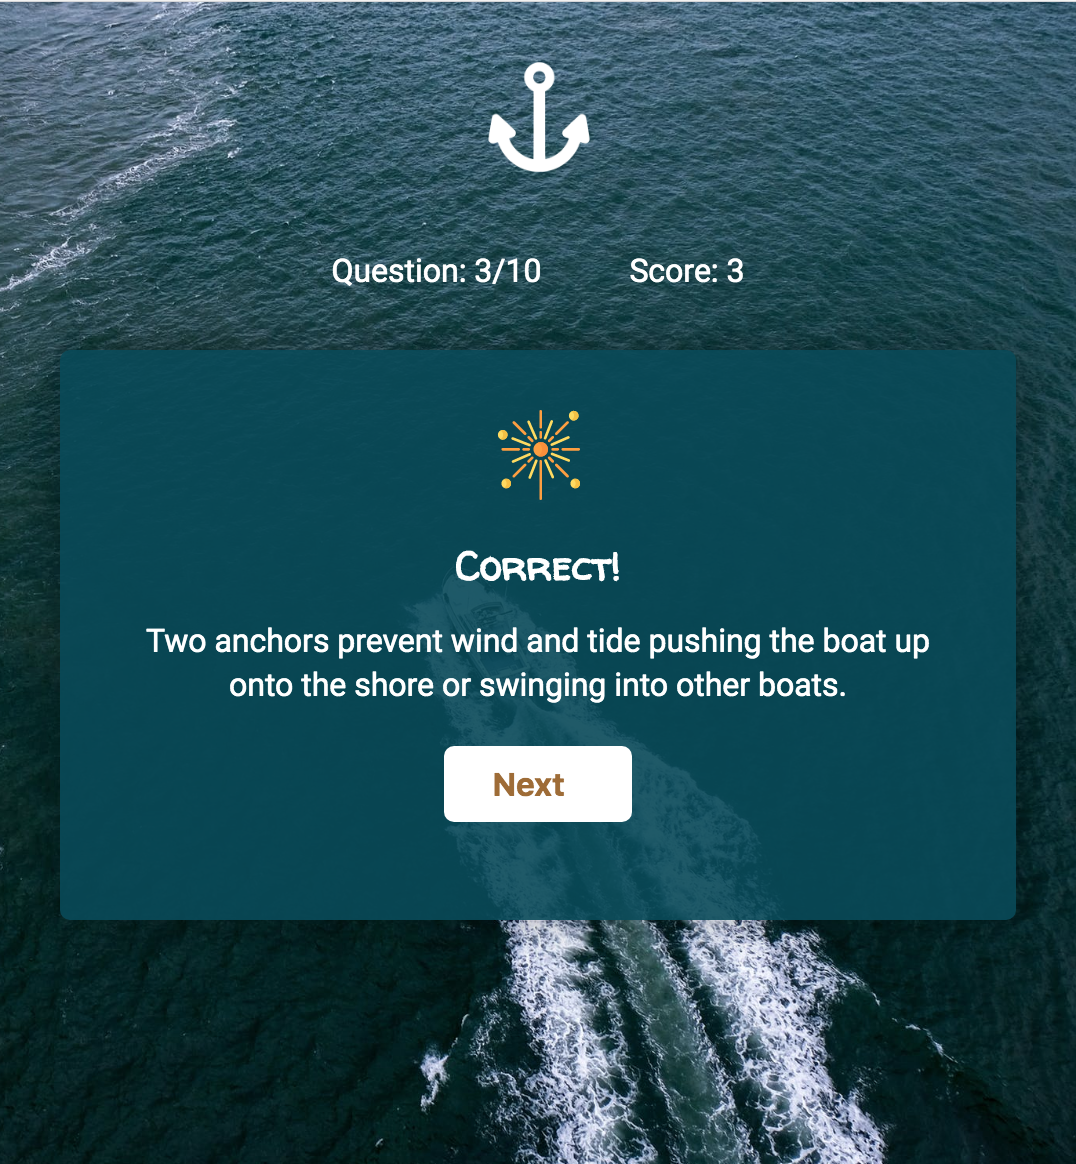 Question: 3/10
Score: 3
Correct!
Two anchors prevent wind and tide pushing the boat up
onto the shore or swinging into other boats.
Next